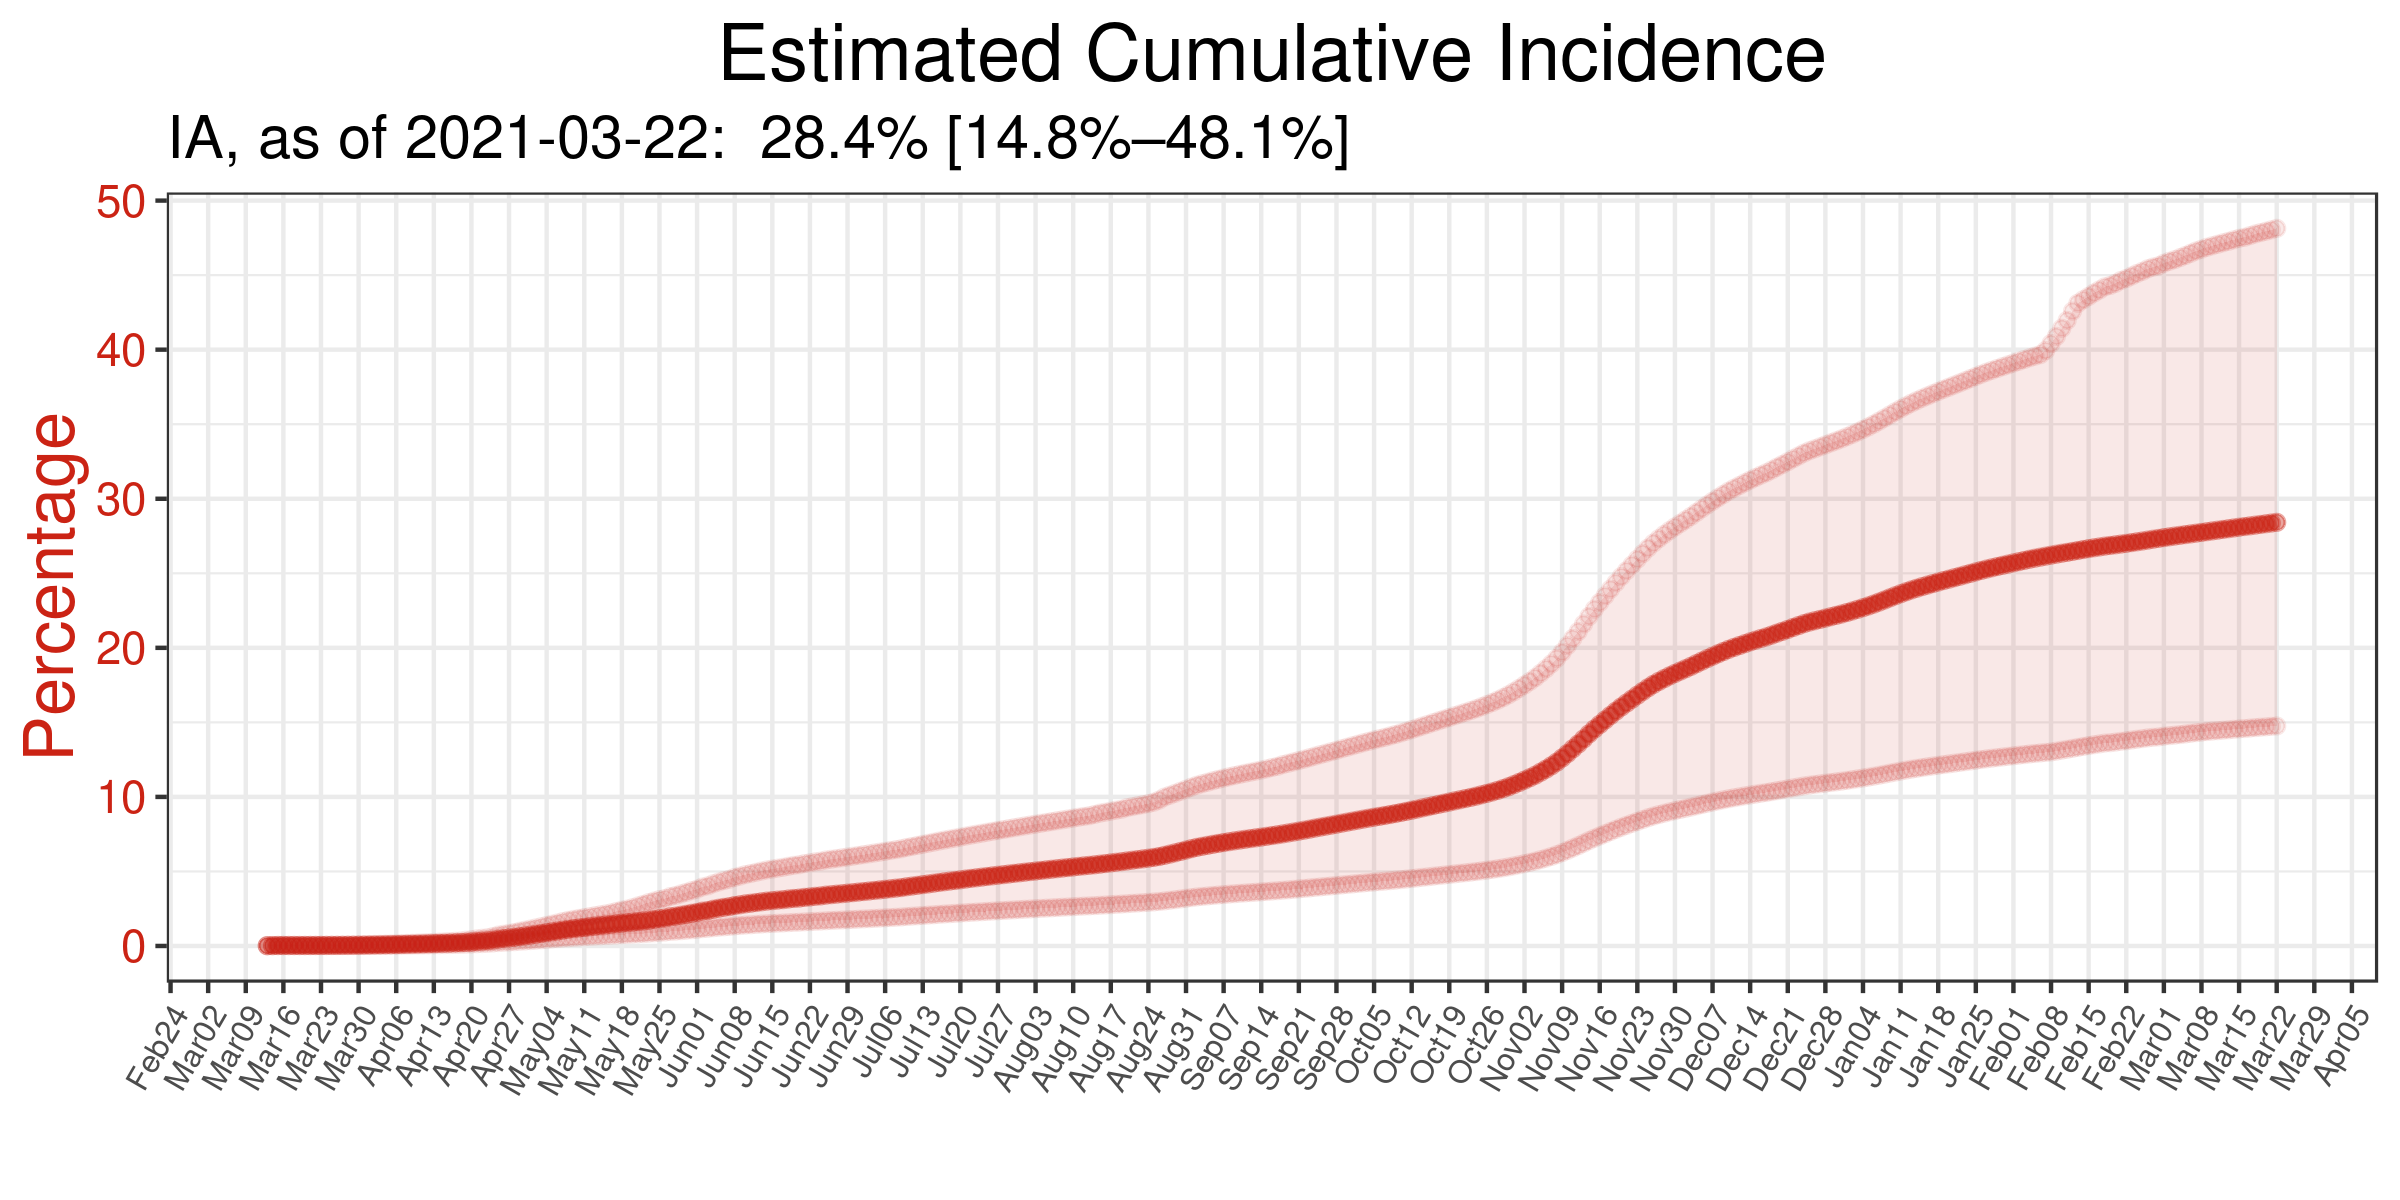 Estimated Cumulative Incidence
IA, as of 2021-03-22:  28.4% [14.8%–48.1%]
Percentage
50
40
30
20
10
0
Feb24
Mar02
Mar09
Mar16
Mar23
Mar30
Apr06
Apr13
Apr20
Apr27
May04
May11
May18
May25
Jun01
Jun08
Jun15
Jun22
Jun29
Jul06
Jul13
Jul20
Jul27
Aug03
Aug10
Aug17
Aug24
Aug31
Sep07
Sep14
Sep21
Sep28
Oct05
Oct12
Oct19
Oct26
Nov02
Nov09
Nov16
Nov23
Nov30
Dec07
Dec14
Dec21
Dec28
Jan04
Jan11
Jan18
Jan25
Feb01
Feb08
Feb15
Feb22
Mar01
Mar08
Mar15
Mar22
Mar29
Apr05